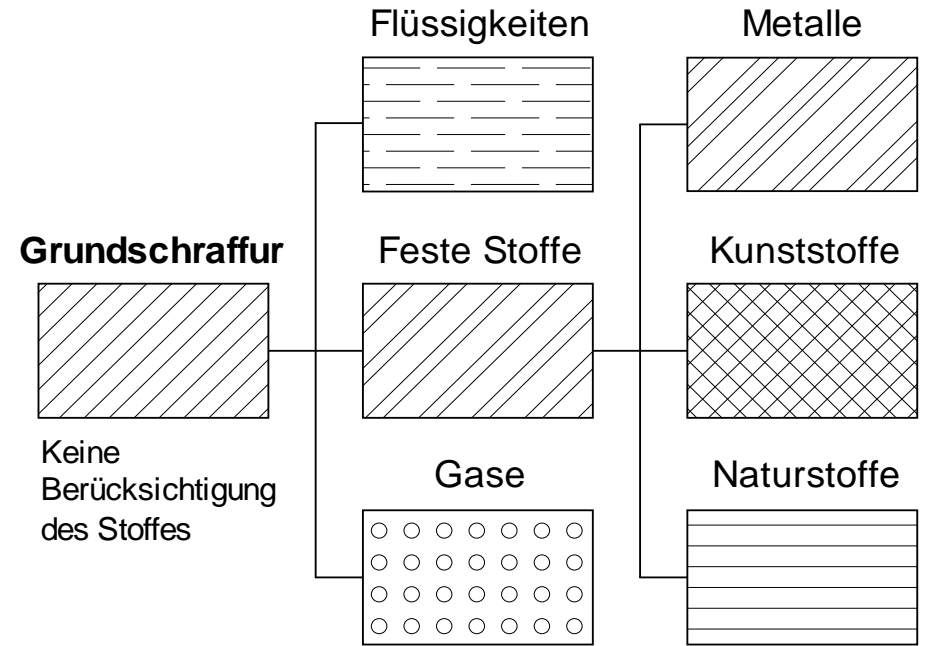 Flüssigkeiten
Metalle
Grundschraffur
Feste Stoffe
Kunststoffe
Keine
Berücksichtigung
des Stoffes
Gase
Naturstoffe